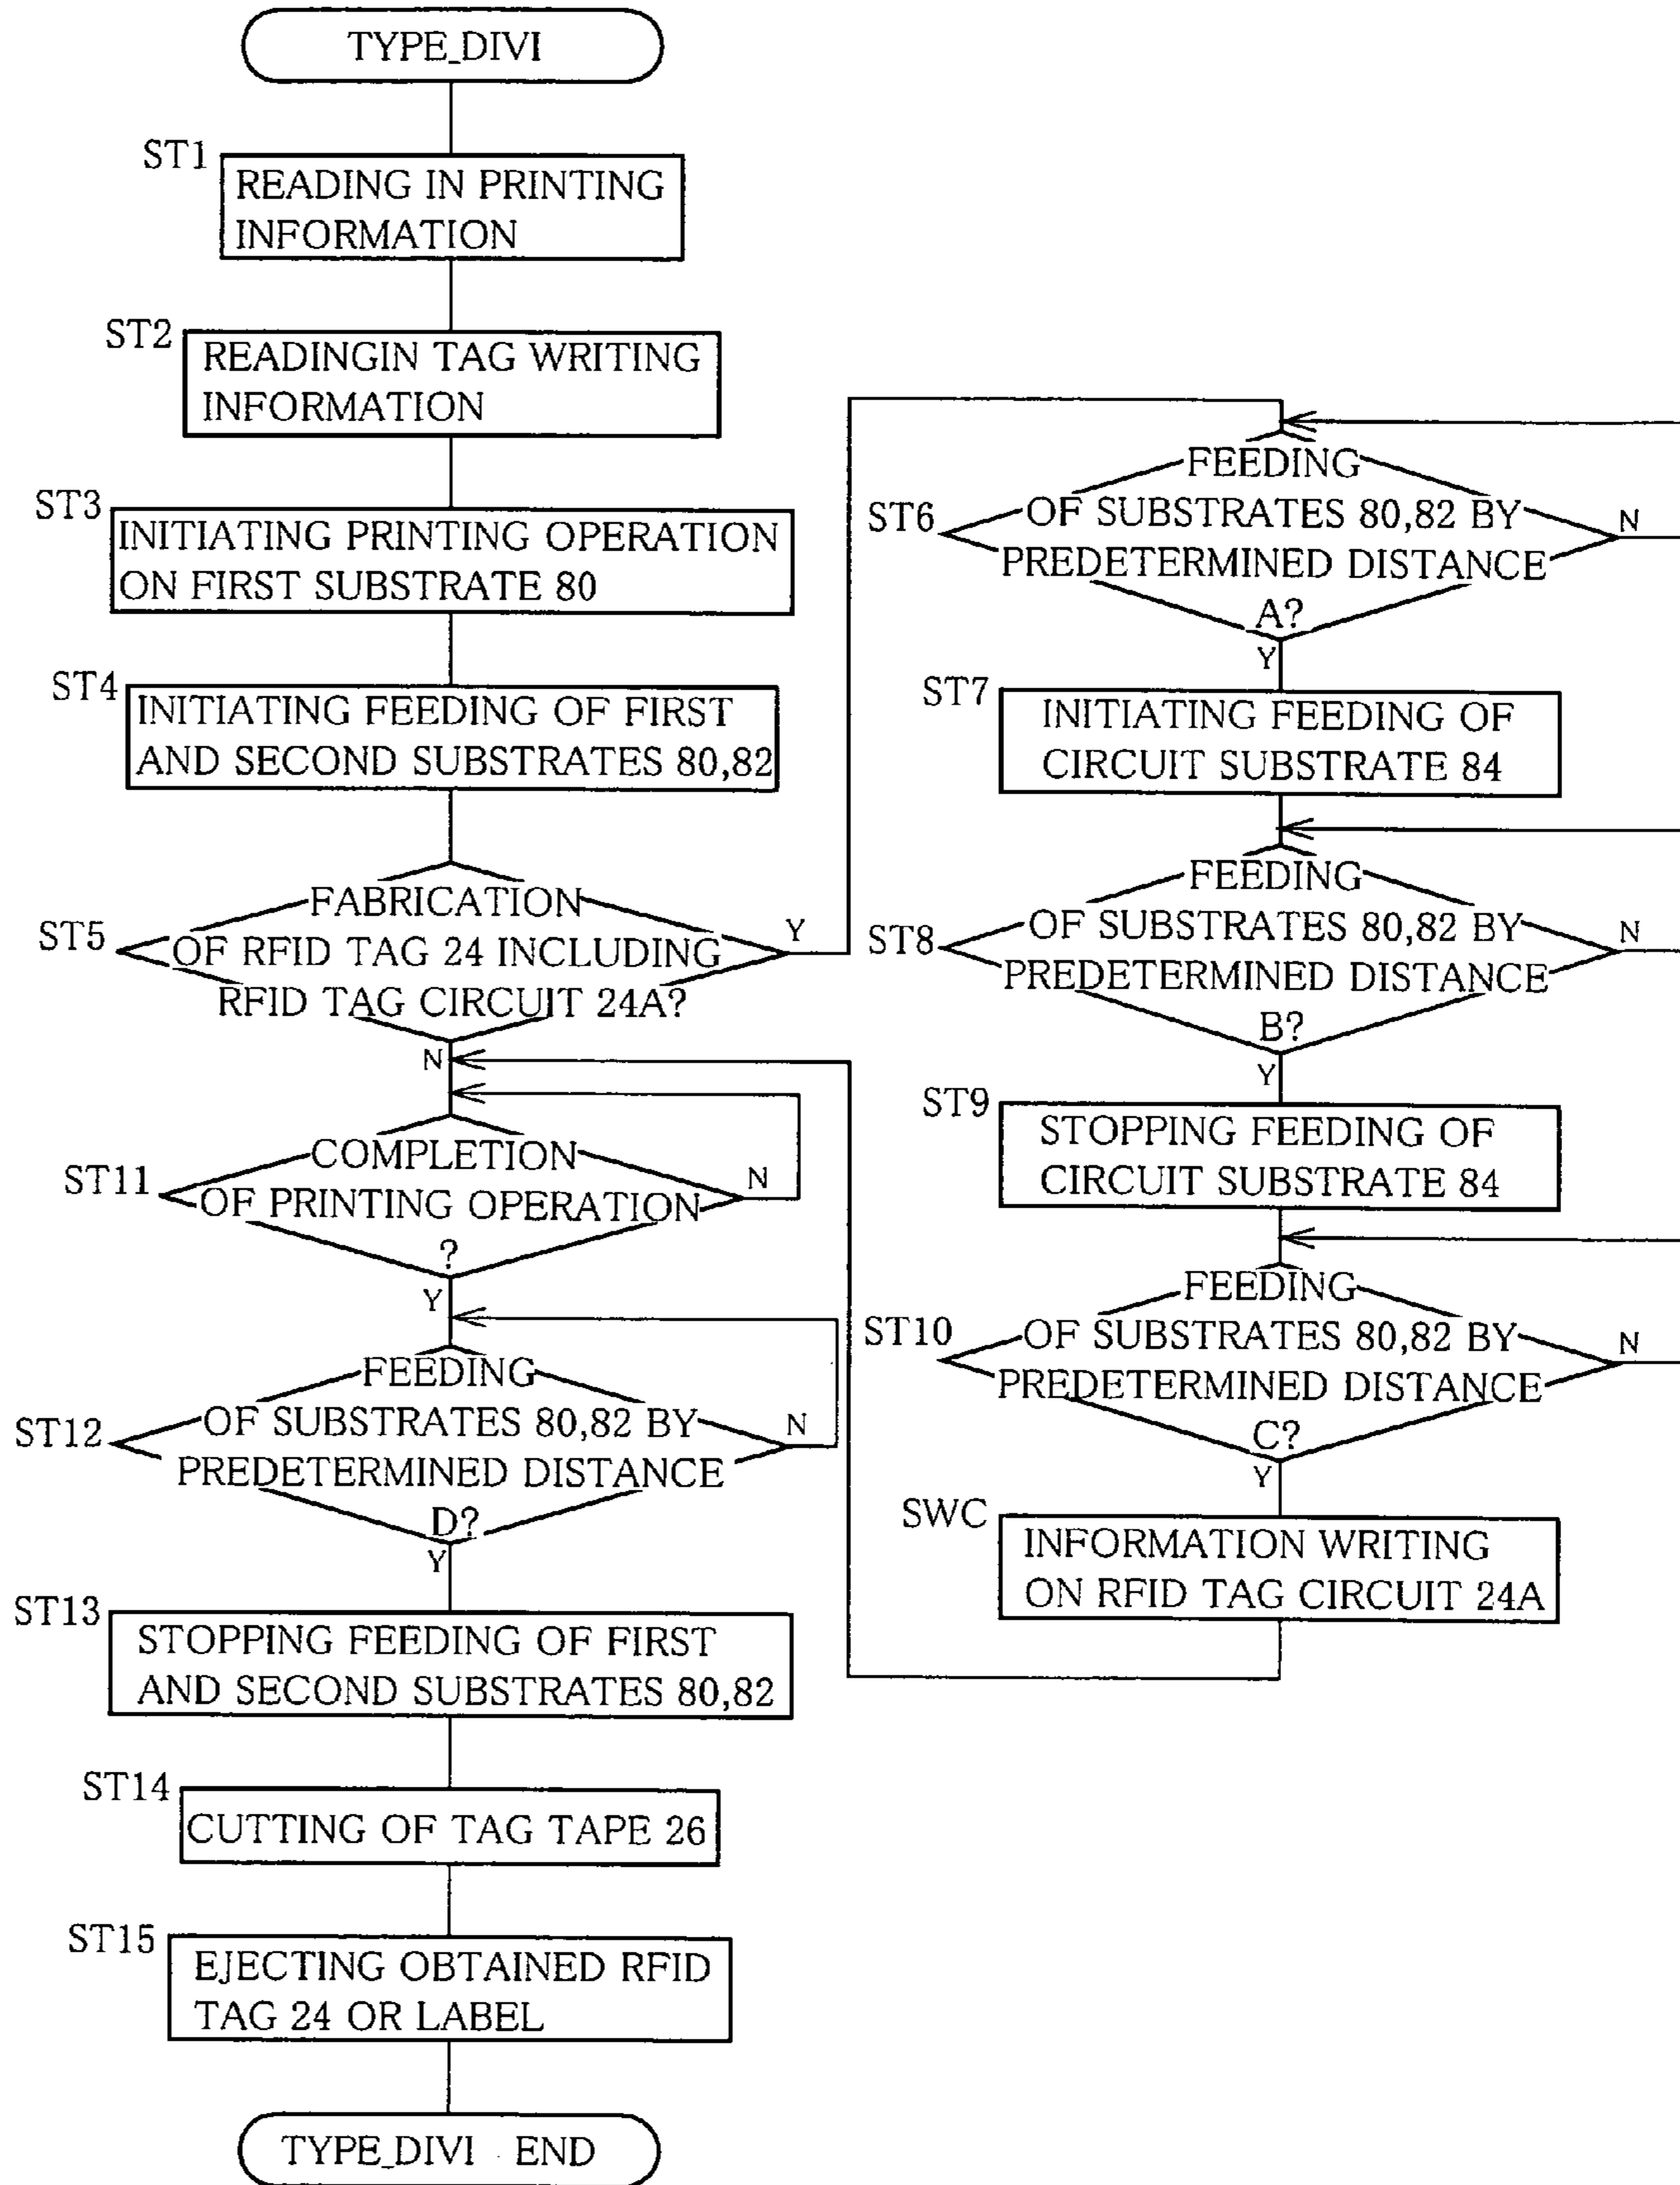 TYPE_DIVI
ST1
READING IN PRINTING
INFORMATION
ST2
READINGIN TAG WRITING
INFORMATION
ST3
INITIATING PRINTING OPERATION
ON FIRST SUBSTRATE 80
ST4
INITIATING FEEDING OF FIRST
AND SECOND SUBSTRATES 80,82
ST5
FABRICATION
OF RFID TAG 24 INCLUDING
RFID TAG CIRCUIT 24A?
Y
N
ST11
COMPLETION
OF PRINTING OPERATION
?
N
Y
ST12
FEEDING
OF SUBSTRATES 80,82 BY
PREDETERMINED DISTANCE
D?
N
Y
ST13
STOPPING FEEDING OF FIRST
AND SECOND SUBSTRATES 80,82
ST14
CUTTING OF TAG TAPE 26
ST15
EJECTING OBTAINED RFID
TAG 24 OR LABEL
TYPE_DIVI END
ST6
FEEDING
OF SUBSTRATES 80,82 BY
PREDETERMINED DISTANCE
A?
N
Y
ST7
INITIATING FEEDING OF
CIRCUIT SUBSTRATE 84
ST8
FEEDING
OF SUBSTRATES 80,82 BY
PREDETERMINED DISTANCE
B?
N
Y
ST9
STOPPING FEEDING OF
CIRCUIT SUBSTRATE 84
ST10
FEEDING
OF SUBSTRATES 80,82 BY
PREDETERMINED DISTANCE
C?
N
Y
SWC
INFORMATION WRITING
ON RFID TAG CIRCUIT 24A